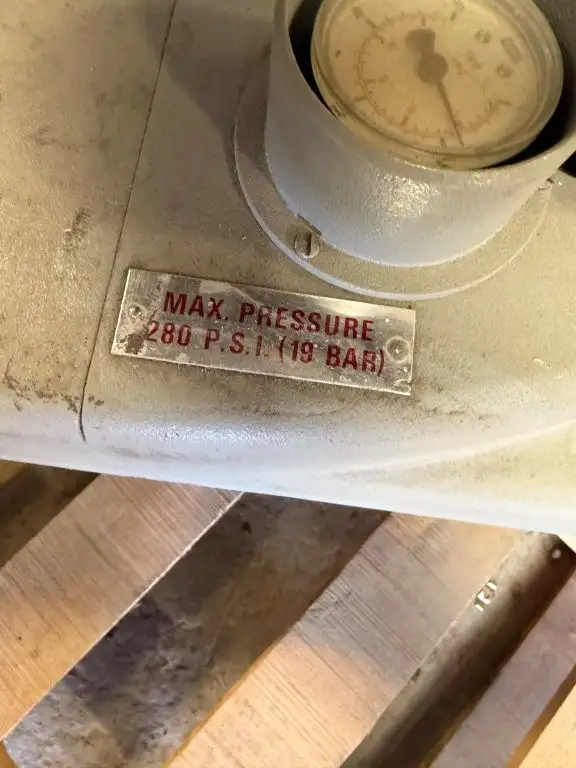 MAX. PRESSURE
280 P.S.I. (19 BAR)